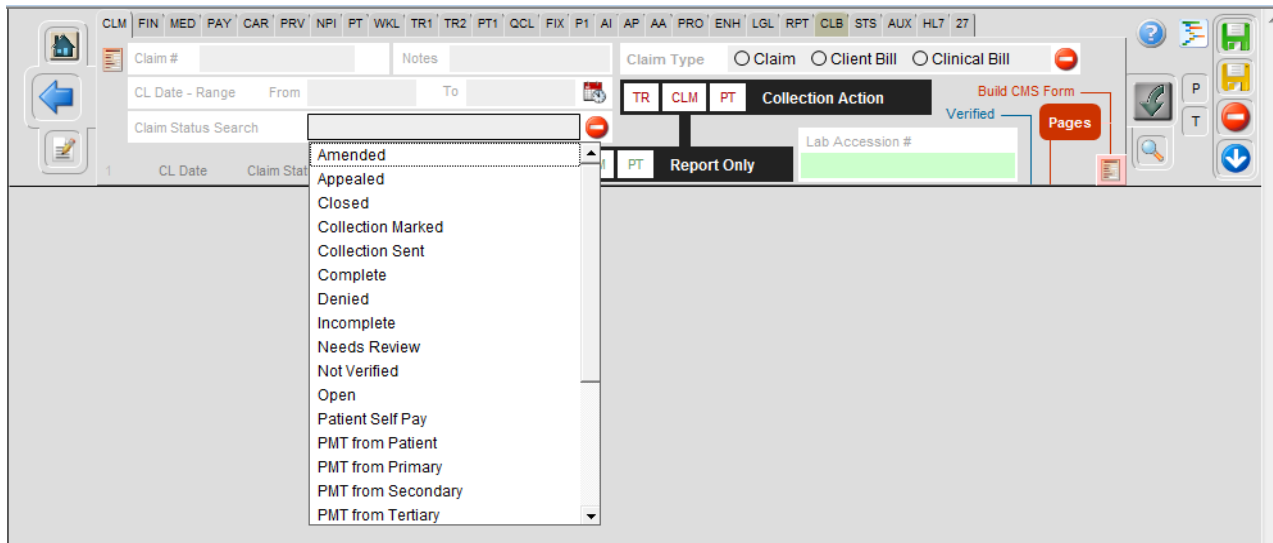 CLM FIN MED PAY CAR PRV NPI PT WKL TR1 TR2 PT1 QCL FIX P1 AI AP AA PRO ENH LGL RPT CLB STS AUX HL7 27
Claim # Notes Claim Type Claim Client Bill Clinical Bill
CL Date - Range From To TR CLM PT Collection Action Build CMS Form
Verified Pages
P
T
Claim Status Search
Lab Accession #
1 CL Date Claim Stat PT Report Only
Amended
Appealed
Closed
Collection Marked
Collection Sent
Complete
Denied
Incomplete
Needs Review
Not Verified
Open
Patient Self Pay
PMT from Patient
PMT from Primary
PMT from Secondary
PMT from Tertiary